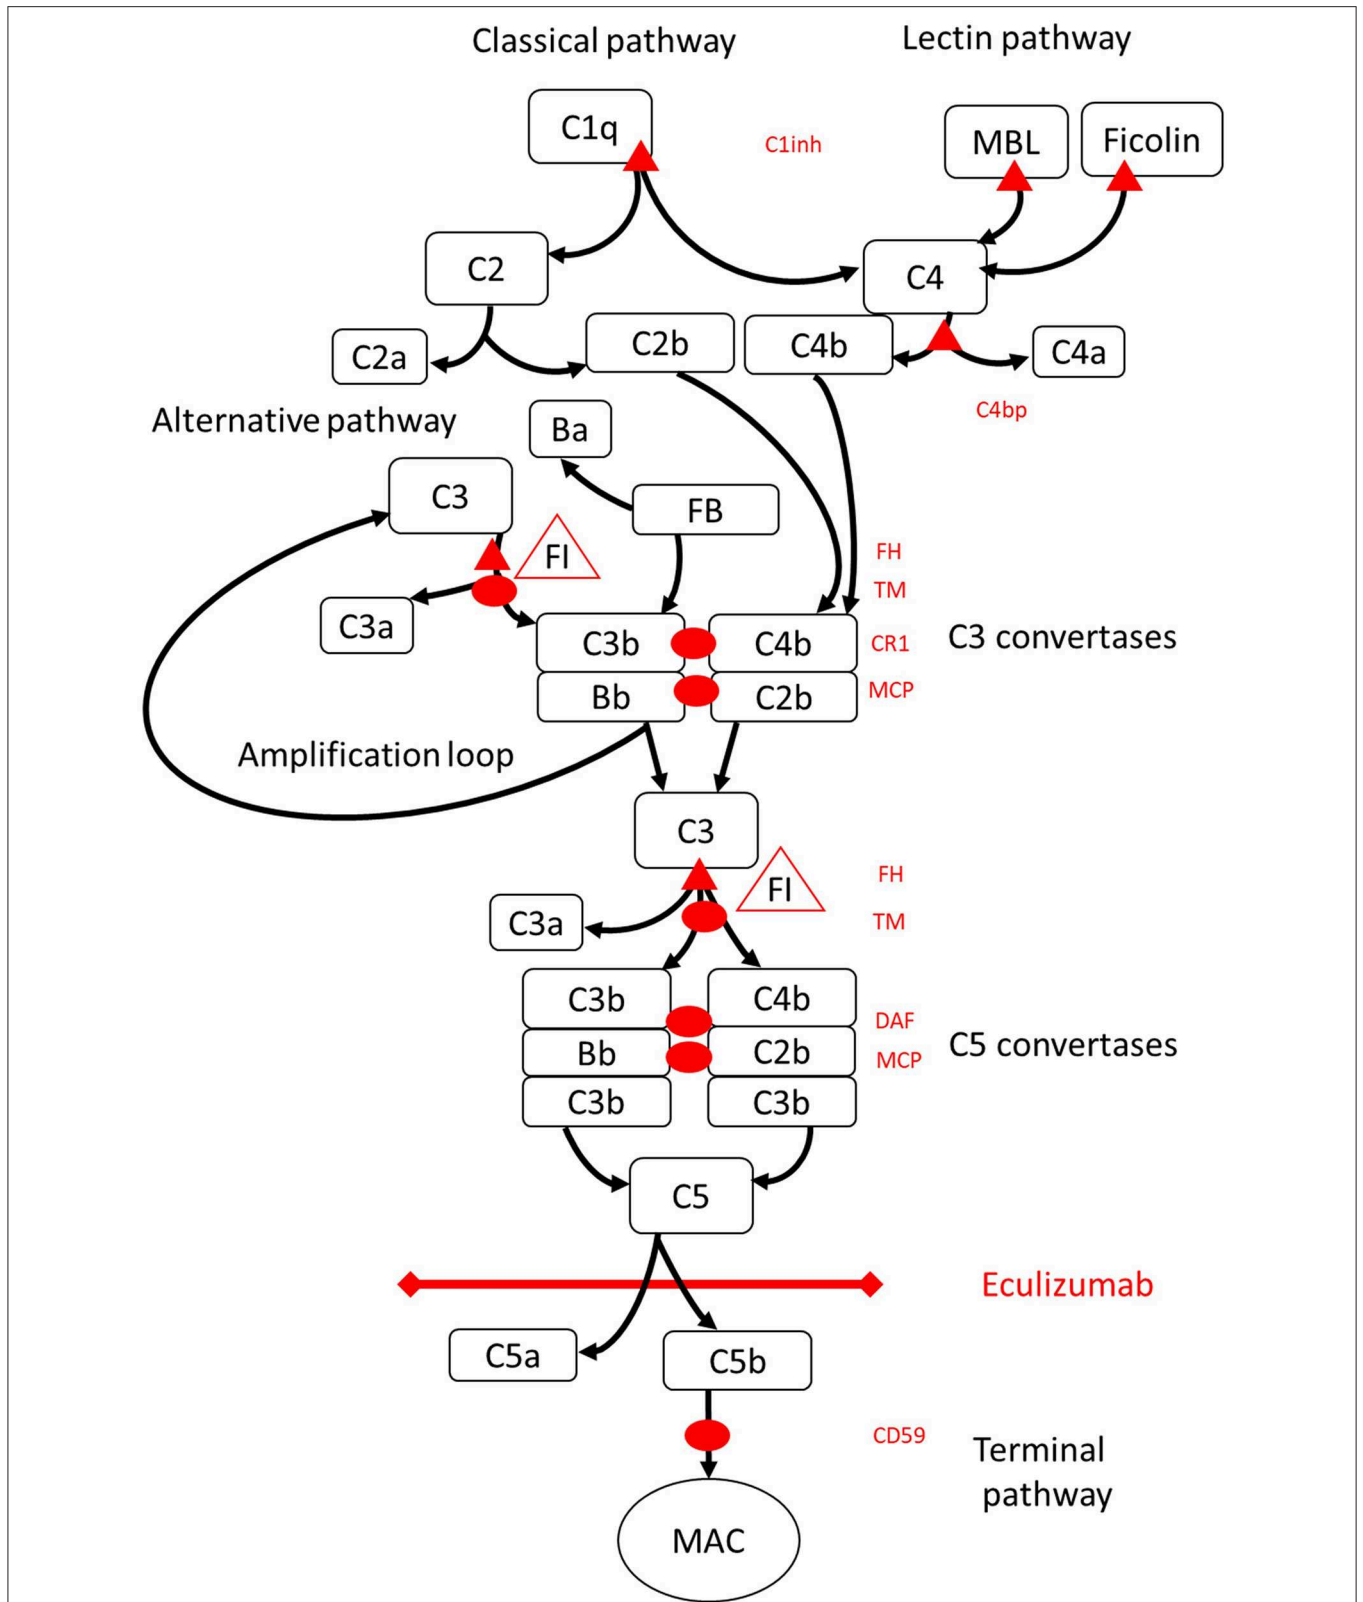 Classical pathway
Lectin pathway
C1q
C1inh
MBL
Ficolin
C2
C4
C2a
C2b
C4b
C4a
Alternative pathway
C4bp
Ba
C3
FB
FI
FH
TM
C3a
C3b
C4b
CR1
C3 convertases
Bb
C2b
MCP
Amplification loop
C3
FI
FH
TM
C3a
C3b
C4b
DAF
Bb
C2b
MCP
C5 convertases
C3b
C3b
C5
Eculizumab
C5a
C5b
CD59
Terminal
pathway
MAC